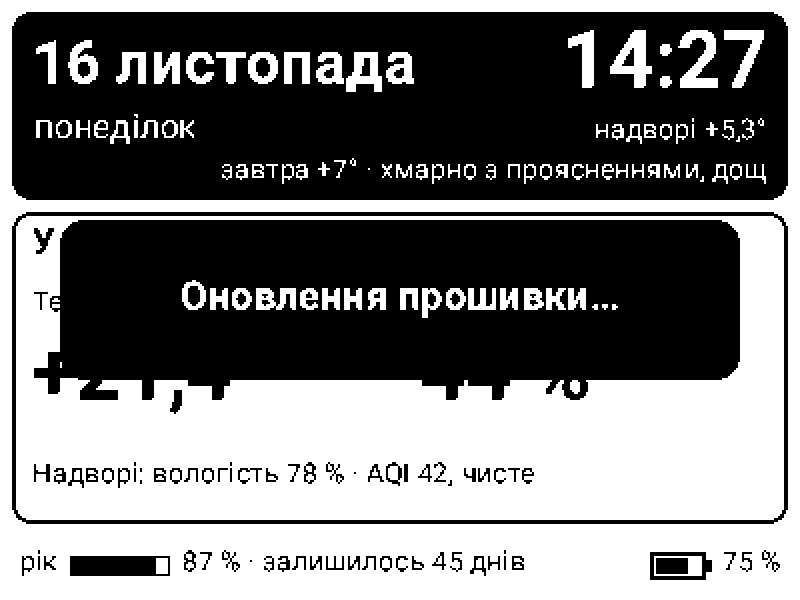 16 листопада 14:27
понеділок надворі +5,3°
завтра +7° · хмарно з проясненнями, дощ
Оновлення прошивки...
Надворі: вологість 78 % · AQI 42, чисте
рік 87 % · залишилось 45 днів 75 %